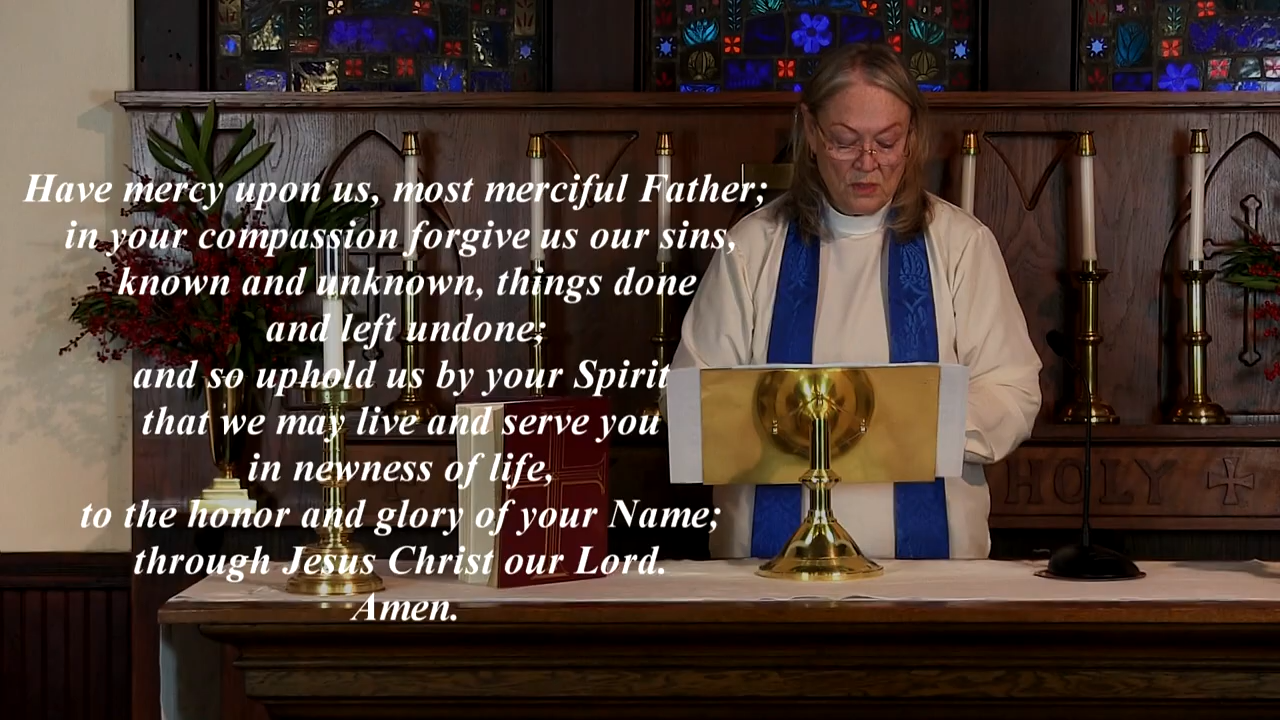 Have mercy upon us, most merciful Father;
in your compassion forgive us our sins,
known and unknown, things done
and left undone;
and so uphold us by your Spirit
that we may live and serve you
in newness of life,
to the honor and glory of your Name;
through Jesus Christ our Lord.
Amen.
HOLY